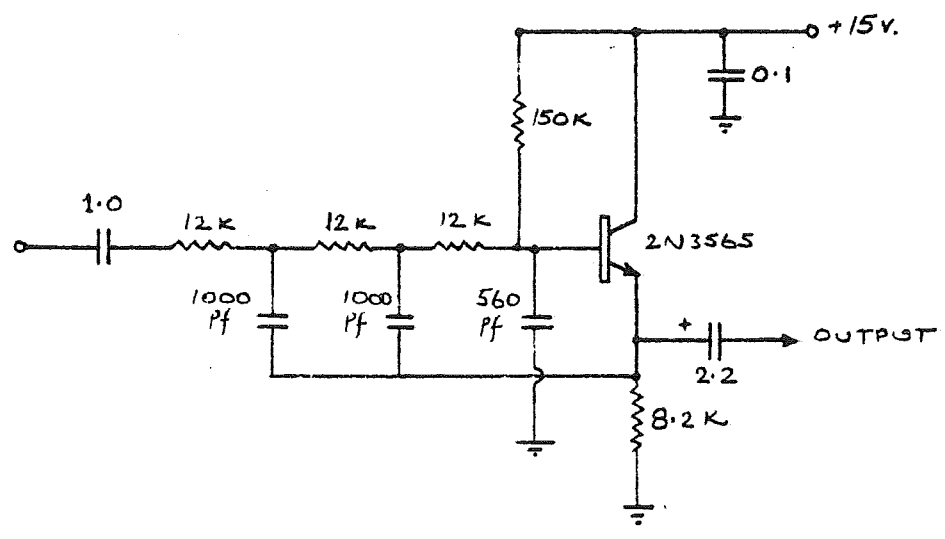 +15v.
0.1
150K
1.0
12K
12K
12K
2N3565
1000
Pf
1000
Pf
560
Pf
+
OUTPUT
2.2
8.2K